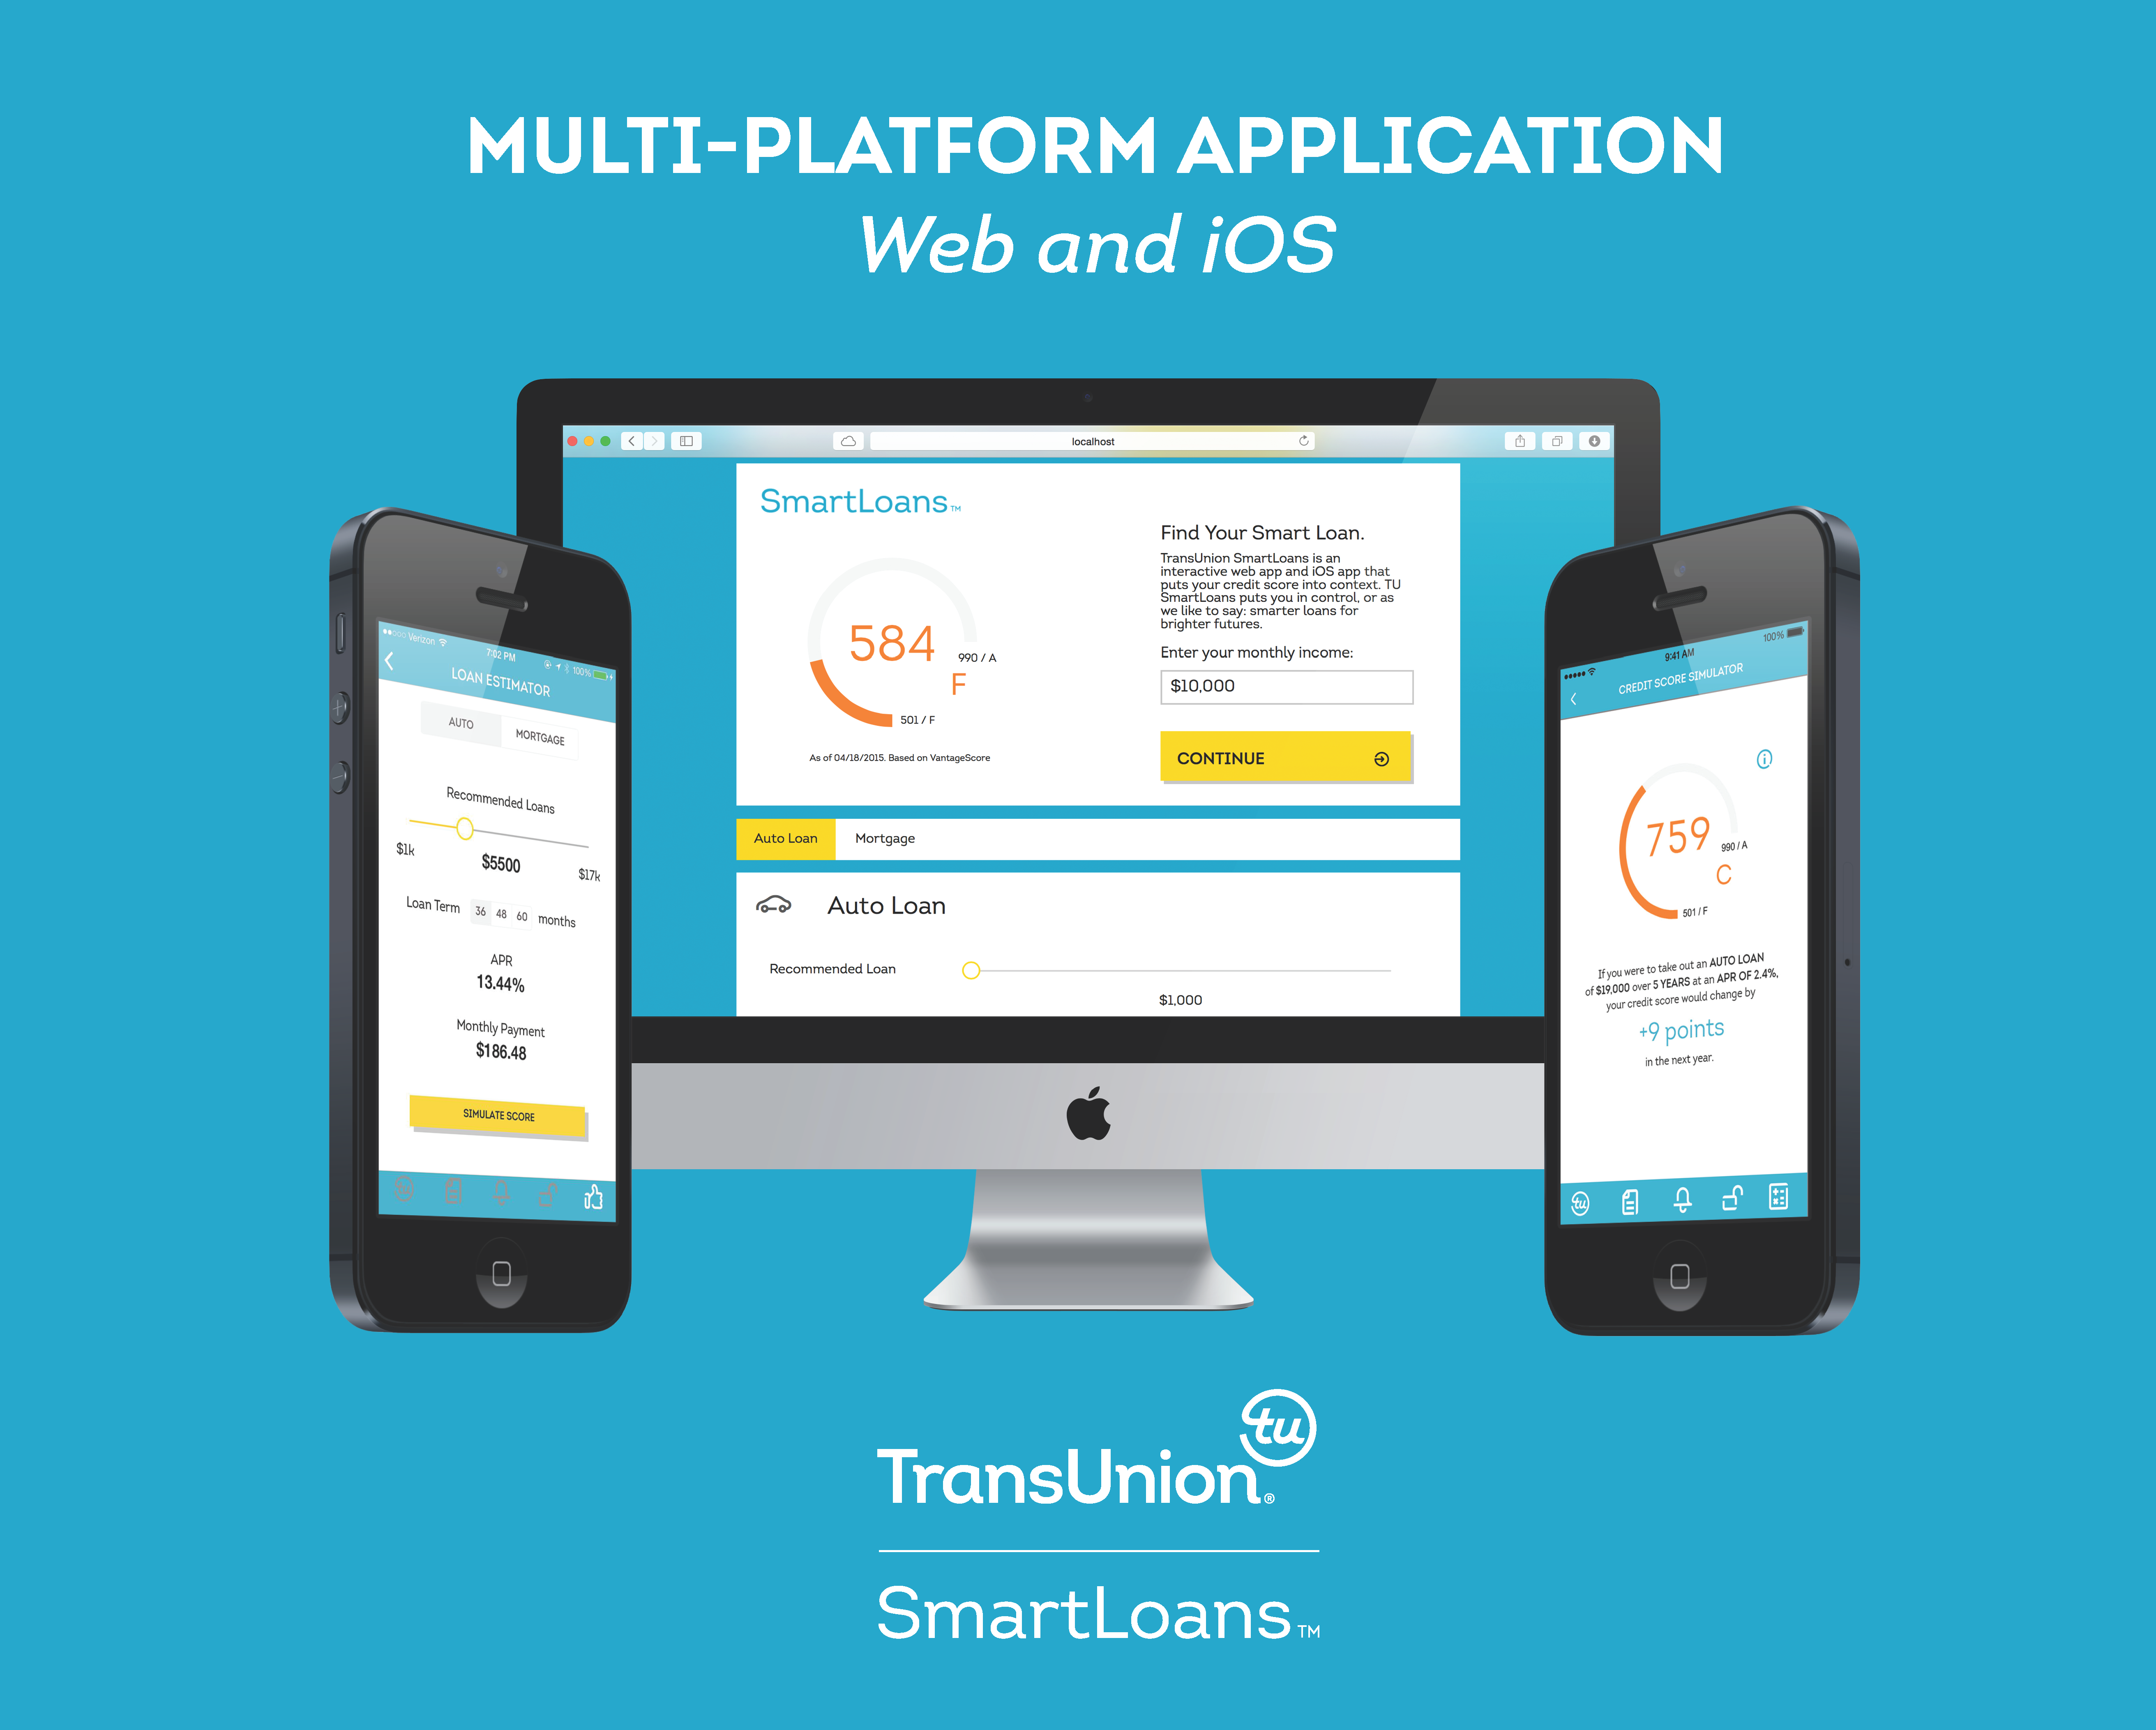 MULTI-PLATFORM APPLICATION
Web and iOS
localhost
SmartLoans™
584
990 / A
F
501 / F
As of 04/18/2015. Based on VantageScore
Find Your Smart Loan.
TransUnion SmartLoans is an
interactive web app and iOS app that
puts your credit score into context. TU
SmartLoans puts you in control, or as
we like to say: smarter loans for
brighter futures.
Enter your monthly income:
$10,000
CONTINUE
Auto Loan Mortgage
Auto Loan
Recommended Loan
$1,000
Verizon 7:02 PM 100%
LOAN ESTIMATOR
AUTO MORTGAGE
Recommended Loans
$1k $5500 $17k
Loan Term 36 48 60 months
APR
13.44%
Monthly Payment
$186.48
SIMULATE SCORE
tu
9:41 AM 100%
CREDIT SCORE SIMULATOR
i
759
990 / A
C
501 / F
If you were to take out an AUTO LOAN
of $19,000 over 5 YEARS at an APR OF 2.4%,
your credit score would change by
+9 points
in the next year.
tu
tu
TransUnion®
SmartLoans™